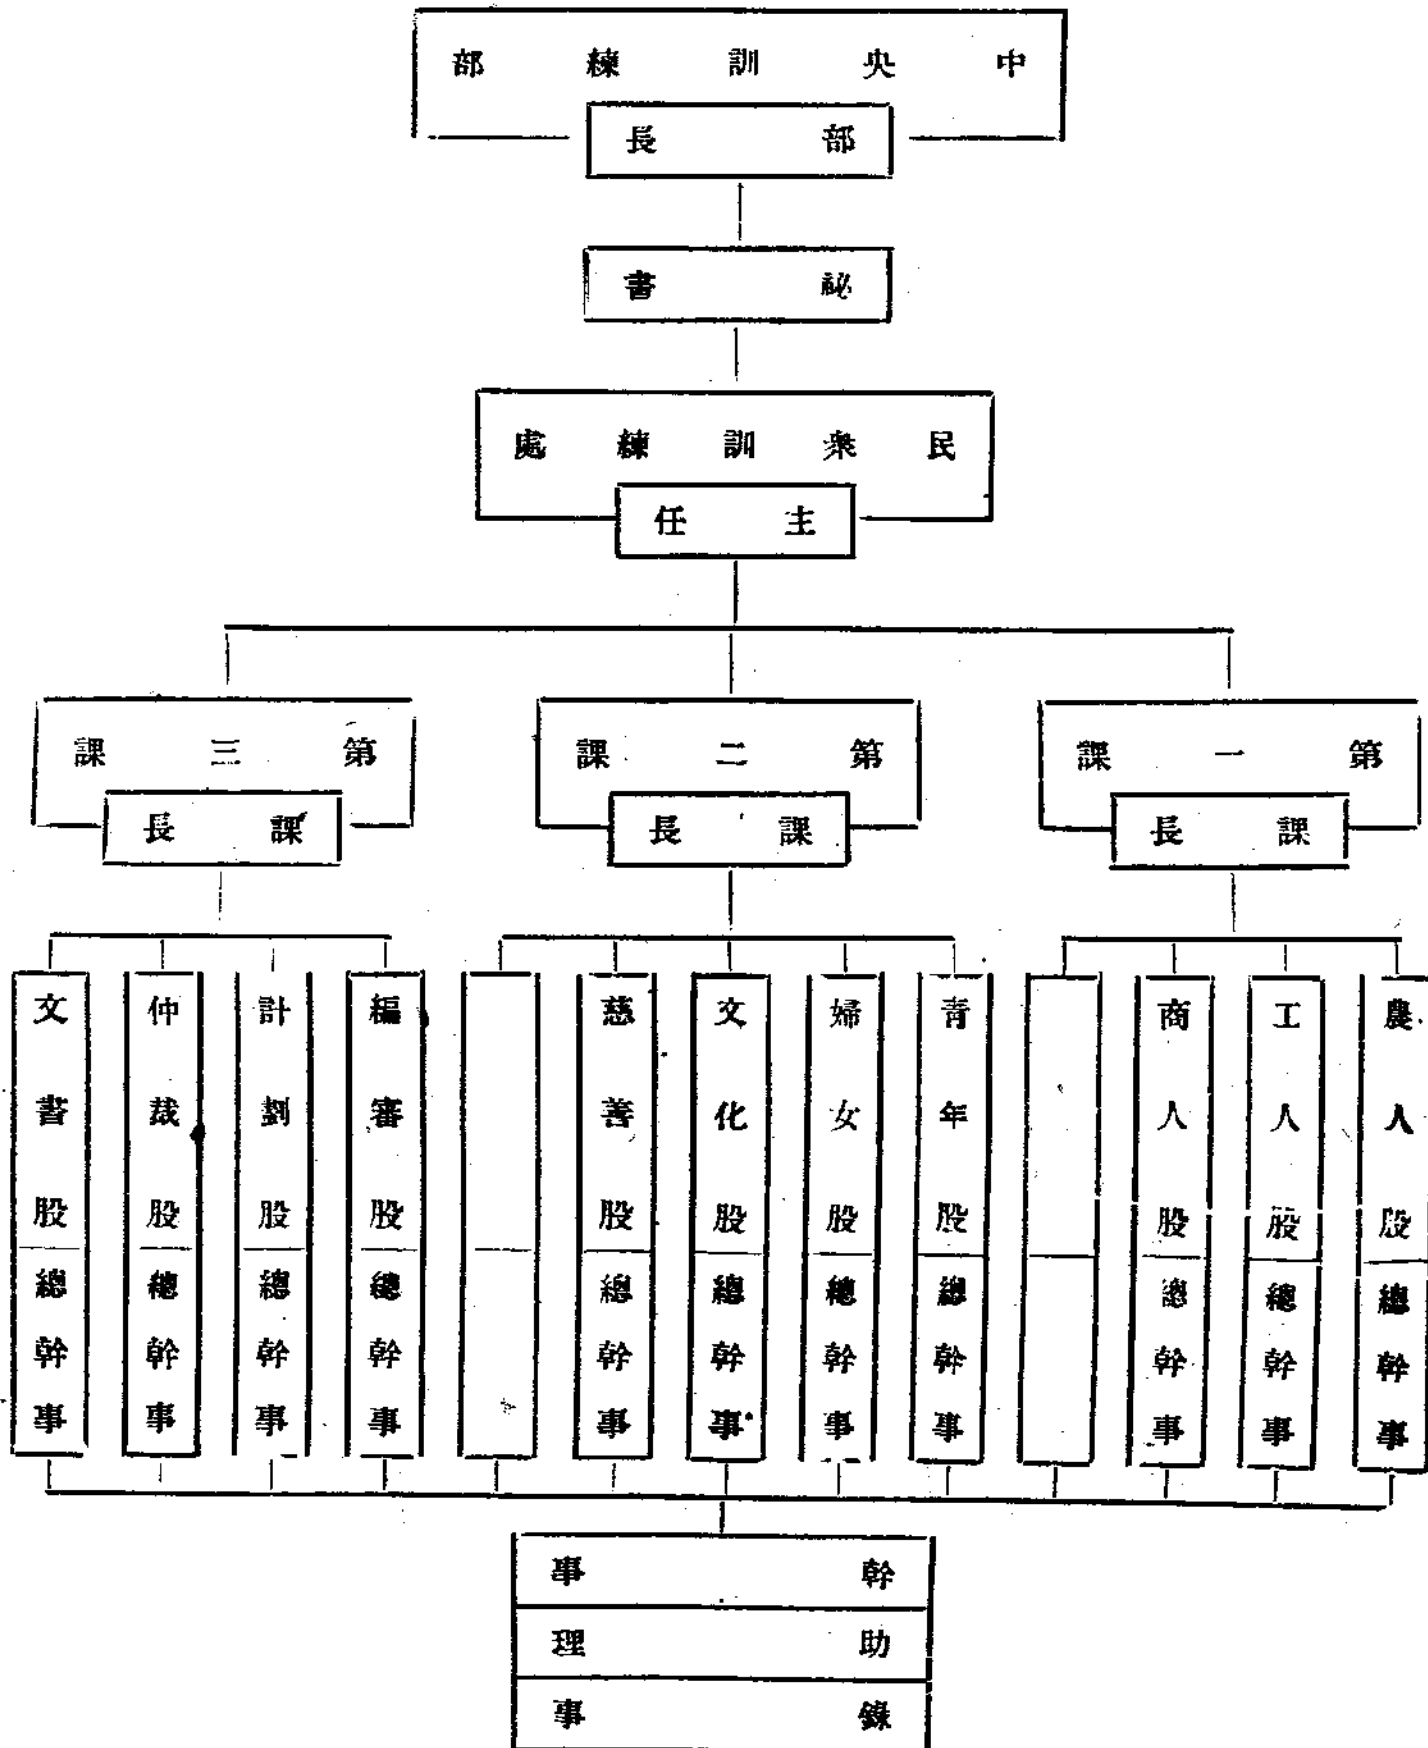 中央訓練部
部長
祕書
民衆訓練處
主任
第一課
課長
第二課
課長
第三課
課長
農人股總幹事
工人股總幹事
商人股總幹事
青年股總幹事
婦女股總幹事
文化股總幹事
慈善股總幹事
編審股總幹事
計劃股總幹事
仲裁股總幹事
文書股總幹事
幹事
助理
錄事